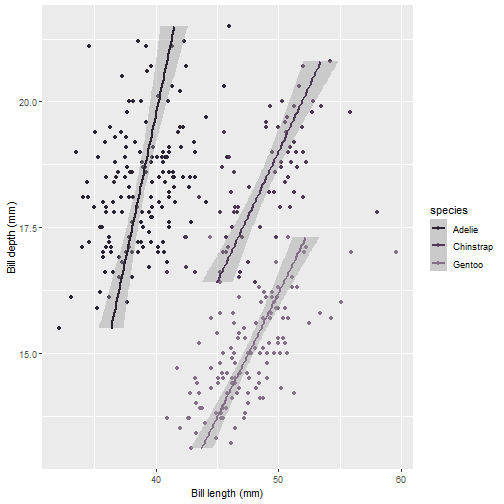 20.0
17.5
15.0
Bill depth (mm)
40
50
60
Bill length (mm)
species
Adelie
Chinstrap
Gentoo